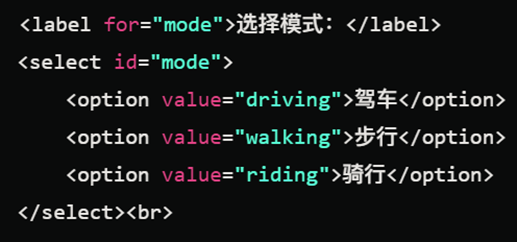 <label for="mode">选择模式：</label>
<select id="mode">
    <option value="driving">驾车</option>
    <option value="walking">步行</option>
    <option value="riding">骑行</option>
</select><br>